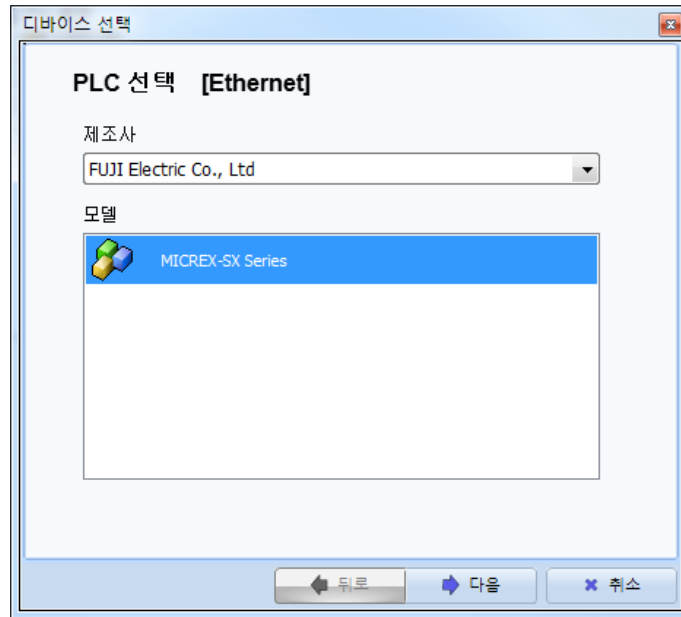 디바이스 선택
PLC 선택 [Ethernet]
제조사
FUJI Electric Co., Ltd
모델
MICREX-SX Series
뒤로 다음 취소